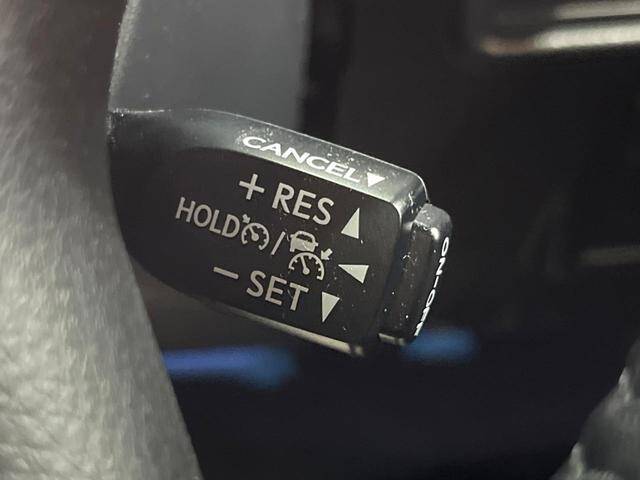 CANCEL▼
+ RES ▲
HOLD / ◀
− SET ▼
ON-OFF